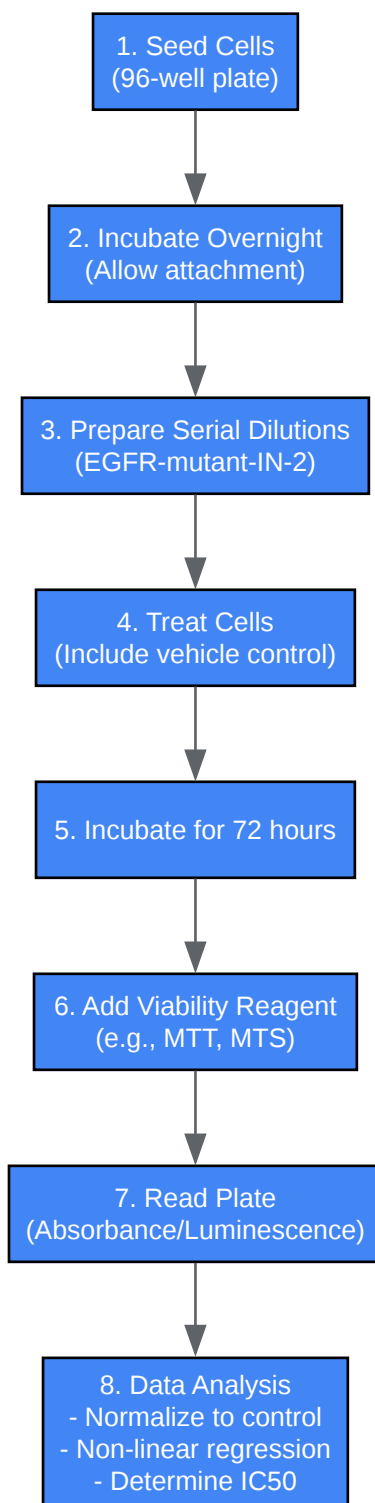 1. Seed Cells
(96-well plate)
2. Incubate Overnight
(Allow attachment)
3. Prepare Serial Dilutions
(EGFR-mutant-IN-2)
4. Treat Cells
(Include vehicle control)
5. Incubate for 72 hours
6. Add Viability Reagent
(e.g., MTT, MTS)
7. Read Plate
(Absorbance/Luminescence)
8. Data Analysis
- Normalize to control
- Non-linear regression
- Determine IC50